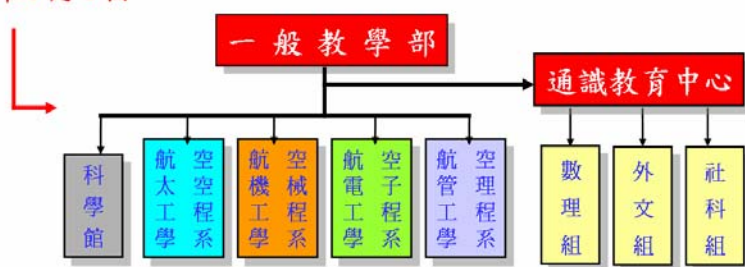 一般教學部
通識教育中心
科學館
航空
太空
工程
學系
航空
機械
工程
學系
航空
電子
工程
學系
航空
管理
工程
學系
數理組
外文組
社科組